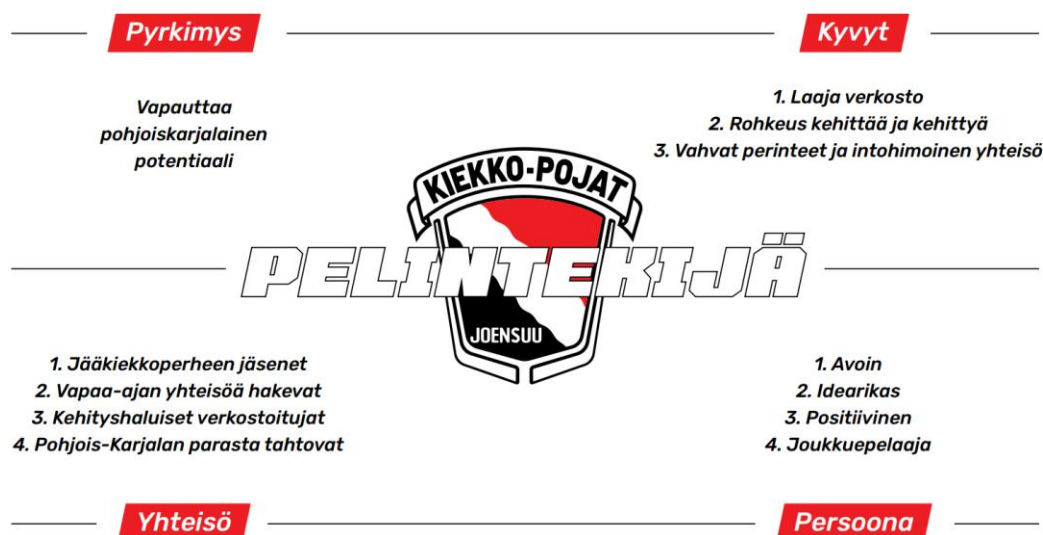 Pyrkimys
Kyvyt
Vapauttaa
pohjoiskarjalainen
potentiaali
1. Laaja verkosto
2. Rohkeus kehittää ja kehittyä
3. Vahvat perinteet ja intohimoinen yhteisö
KIEKKO-POJAT
PELINTEKIJÄ
JOENSUU
1. Jääkiekkoperheen jäsenet
2. Vapaa-ajan yhteisöä hakevat
3. Kehityshaluiset verkostoitujat
4. Pohjois-Karjalan parasta tahtovat
1. Avoin
2. Idearikas
3. Positiivinen
4. Joukkuepelaaja
Yhteisö
Persoona